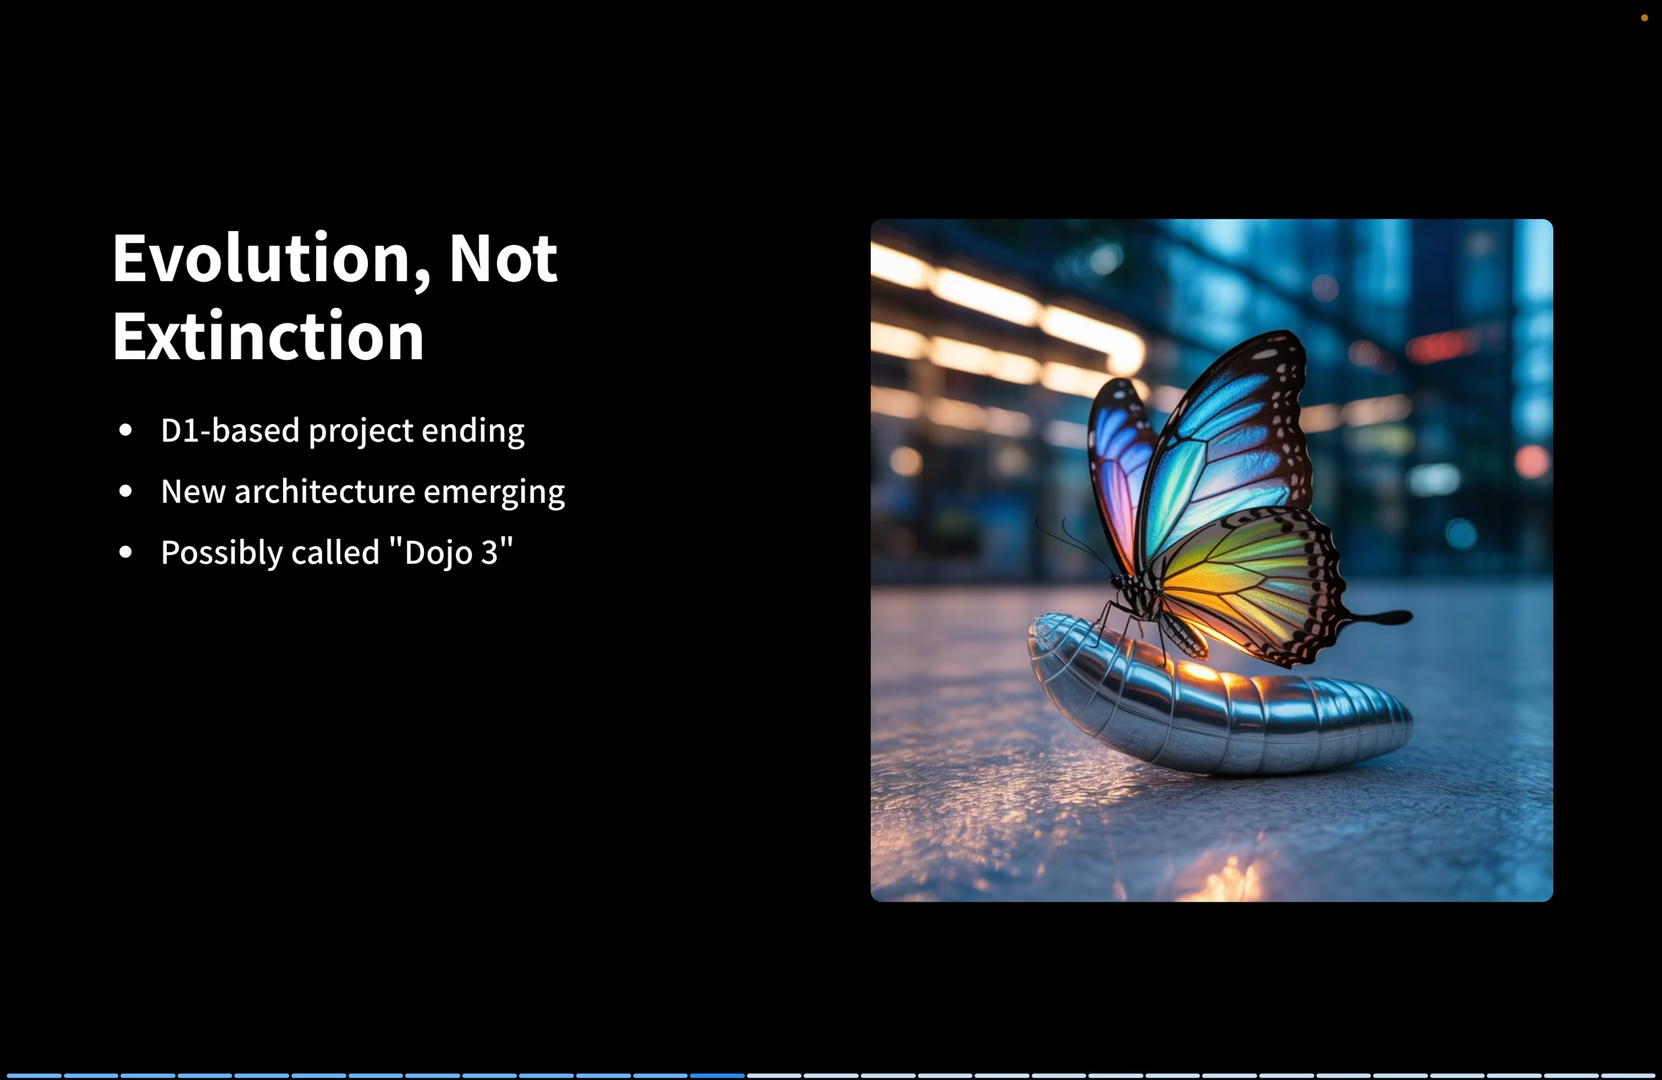 Evolution, Not
Extinction
D1-based project ending
New architecture emerging
Possibly called "Dojo 3"